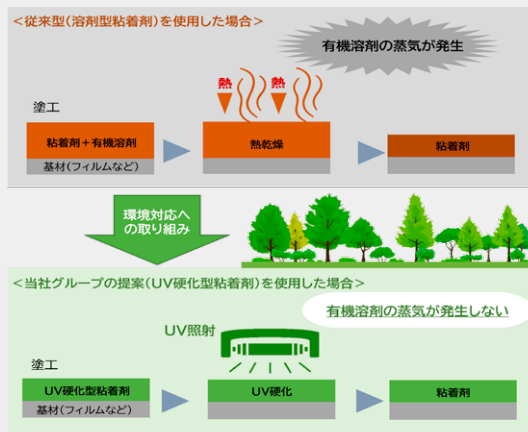 <従来型(溶剤型粘着剤)を使用した場合>
有機溶剤の蒸気が発生
熱 熱
塗工
粘着剤+有機溶剤
基材(フィルムなど)
熱乾燥
粘着剤
環境対応へ
の取り組み
<当社グループの提案(UV硬化型粘着剤)を使用した場合>
有機溶剤の蒸気が発生しない
UV照射
塗工
UV硬化型粘着剤
基材(フィルムなど)
UV硬化
粘着剤